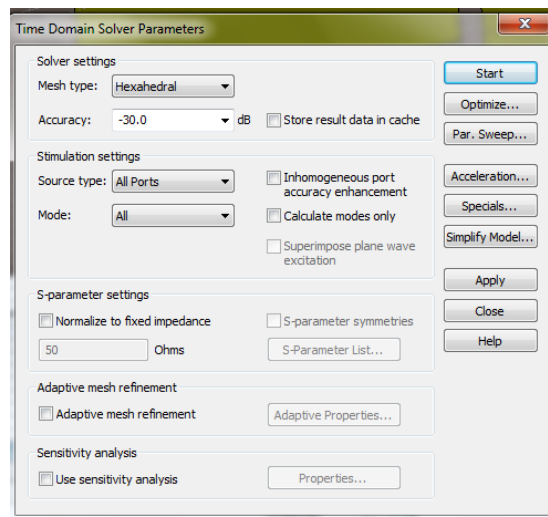 Time Domain Solver Parameters
Solver settings
Mesh type: Hexahedral
Accuracy: -30.0 dB Store result data in cache
Stimulation settings
Source type: All Ports
Inhomogeneous port
accuracy enhancement
Mode: All
Calculate modes only
Superimpose plane wave
excitation
S-parameter settings
Normalize to fixed impedance
S-parameter symmetries
50 Ohms
S-Parameter List...
Adaptive mesh refinement
Adaptive mesh refinement
Adaptive Properties...
Sensitivity analysis
Use sensitivity analysis
Properties...
Start
Optimize...
Par. Sweep...
Acceleration...
Specials...
Simplify Model...
Apply
Close
Help